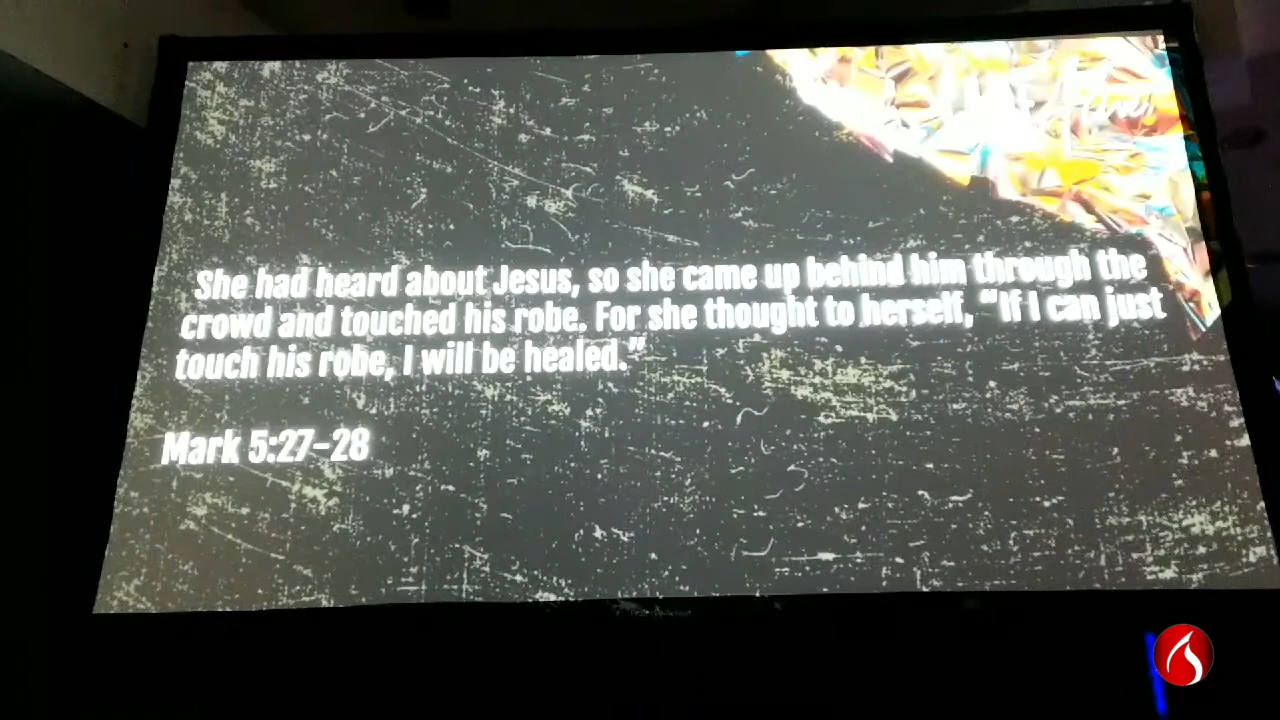 She had heard about Jesus, so she came up behind him through the
crowd and touched his robe. For she thought to herself, “If I can just
touch his robe, I will be healed.”
Mark 5:27–28